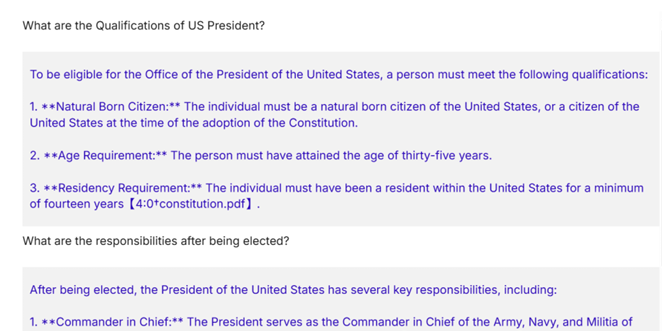 What are the Qualifications of US President?
To be eligible for the Office of the President of the United States, a person must meet the following qualifications:
1. **Natural Born Citizen:** The individual must be a natural born citizen of the United States, or a citizen of the
United States at the time of the adoption of the Constitution.
2. **Age Requirement:** The person must have attained the age of thirty-five years.
3. **Residency Requirement:** The individual must have been a resident within the United States for a minimum
of fourteen years【4:0†constitution.pdf】.
What are the responsibilities after being elected?
After being elected, the President of the United States has several key responsibilities, including:
1. **Commander in Chief:** The President serves as the Commander in Chief of the Army, Navy, and Militia of